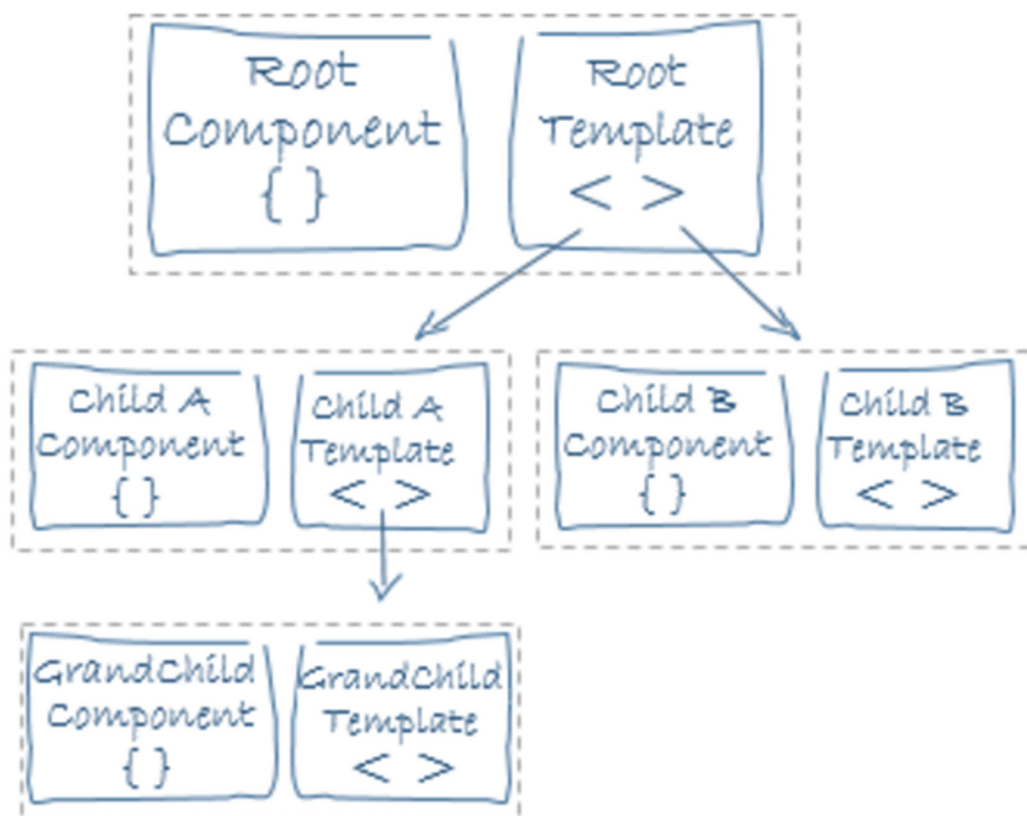 Root
Component
{ }
Root
Template
< >
Child A
Component
{ }
Child A
Template
< >
Child B
Component
{ }
Child B
Template
< >
GrandChild
Component
{ }
GrandChild
Template
< >